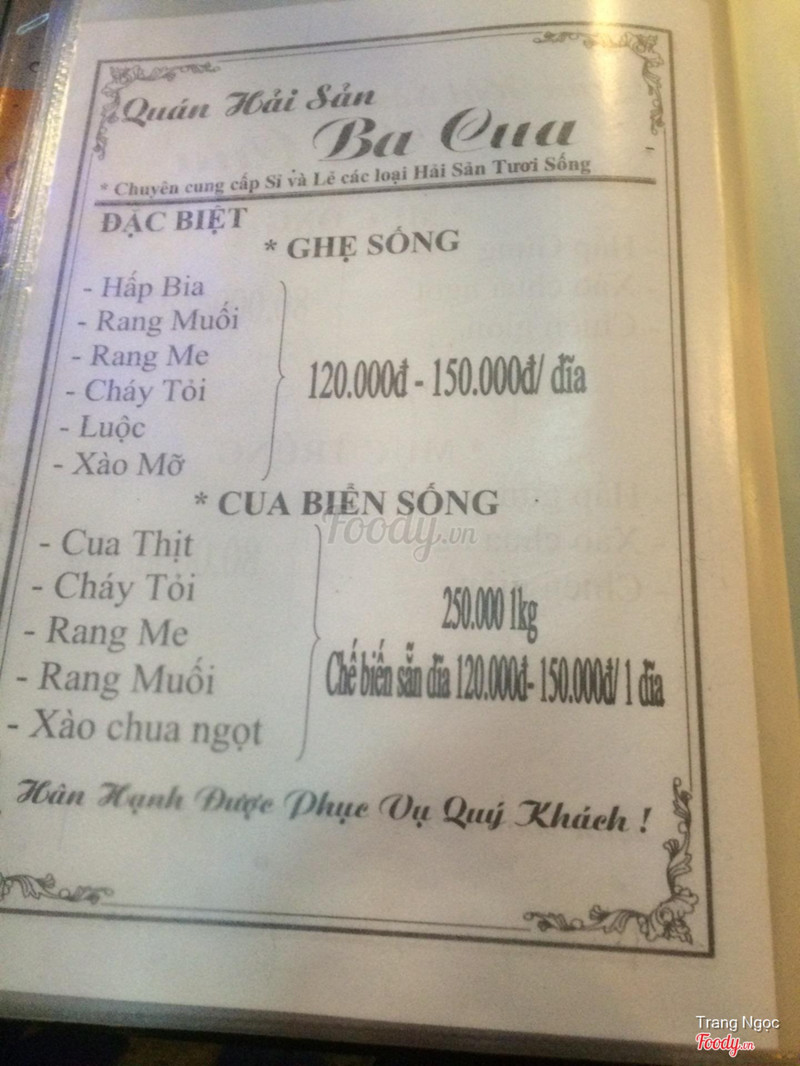 Quán Hải Sản
Ba Cua
* Chuyên cung cấp Sỉ và Lẻ các loại Hải Sản Tươi Sống
ĐẶC BIỆT
* GHẸ SỐNG
- Hấp Bia
- Rang Muối
- Rang Me
- Cháy Tỏi
- Luộc
- Xào Mỡ
120.000đ - 150.000đ/ đĩa
* CUA BIỂN SỐNG
- Cua Thịt
- Cháy Tỏi
- Rang Me
- Rang Muối
- Xào chua ngọt
250.000 1kg
Chế biến sẵn đĩa 120.000đ- 150.000đ/ 1 đĩa
Hân Hạnh Được Phục Vụ Quý Khách !
Foody.vn
Trang Ngọc
Foody.vn